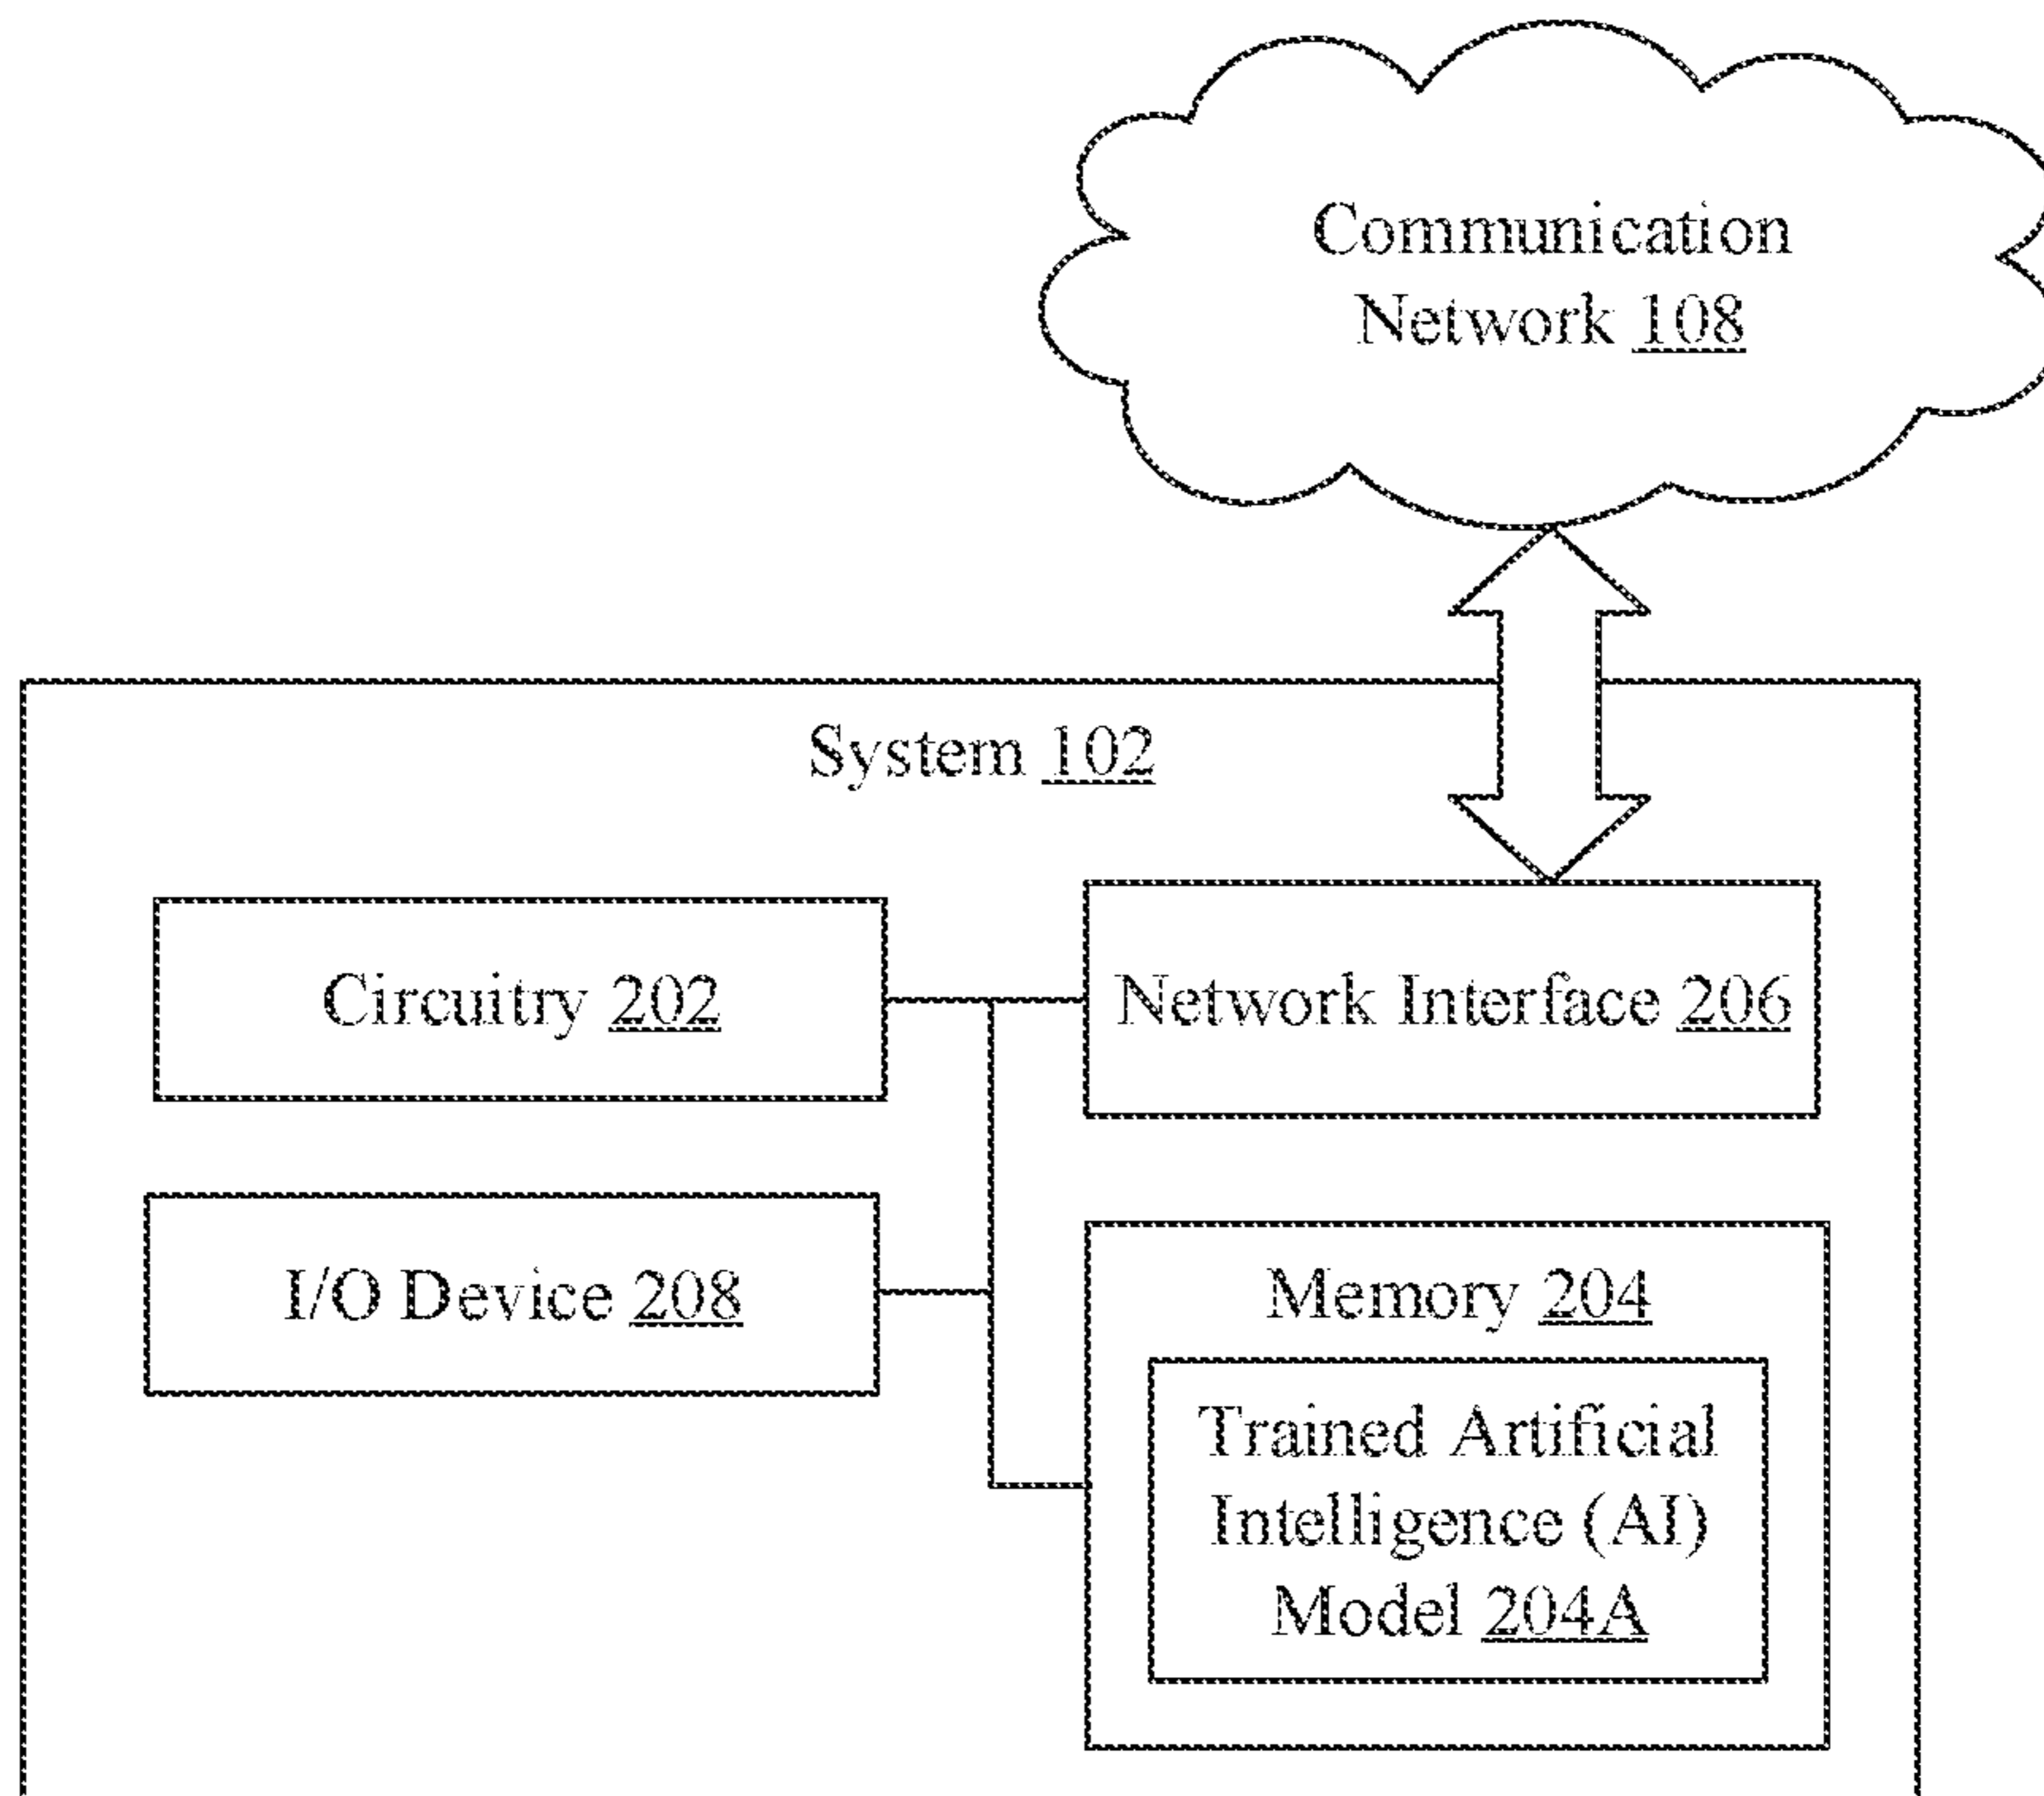 Communication
Network 108
System 102
Circuitry 202
Network Interface 206
I/O Device 208
Memory 204
Trained Artificial
Intelligence (AI)
Model 204A